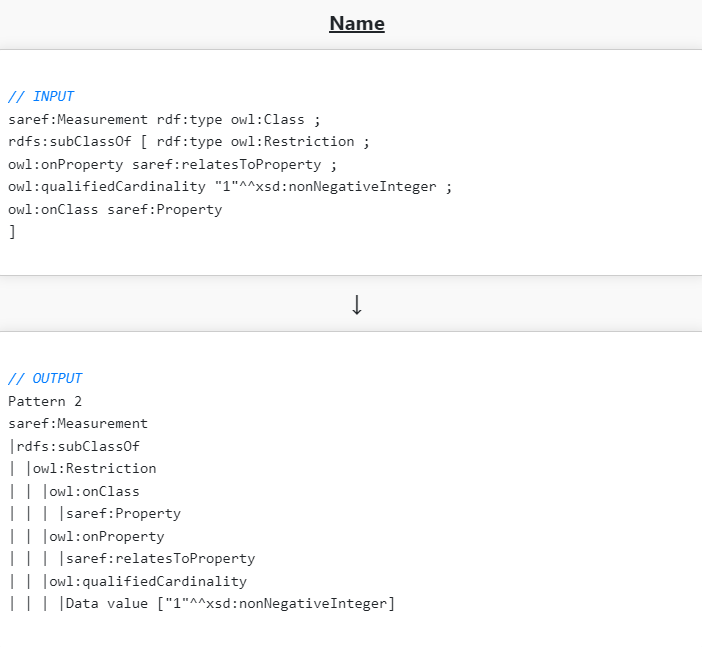 Name
// INPUT
saref:Measurement rdf:type owl:Class ;
rdfs:subClassOf [ rdf:type owl:Restriction ;
owl:onProperty saref:relatesToProperty ;
owl:qualifiedCardinality "1"^^xsd:nonNegativeInteger ;
owl:onClass saref:Property
]
↓
// OUTPUT
Pattern 2
saref:Measurement
|rdfs:subClassOf
| |owl:Restriction
| | |owl:onClass
| | | |saref:Property
| | |owl:onProperty
| | | |saref:relatesToProperty
| | |owl:qualifiedCardinality
| | | |Data value ["1"^^xsd:nonNegativeInteger]